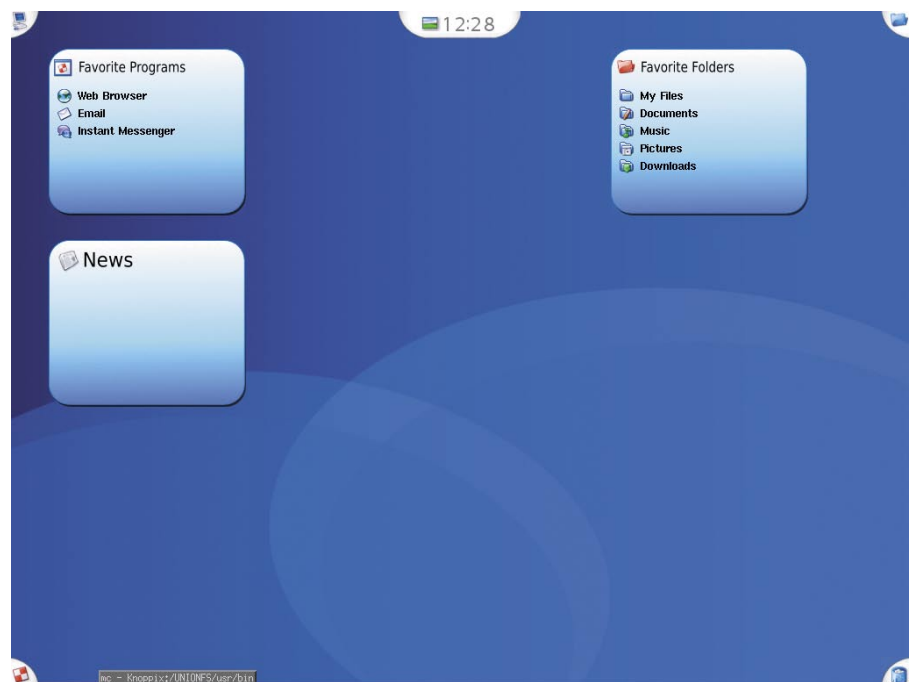 12:28
Favorite Programs
Web Browser
Email
Instant Messenger
Favorite Folders
My Files
Documents
Music
Pictures
Downloads
News
mc - Knoppix:/UNIONFS/usr/bin